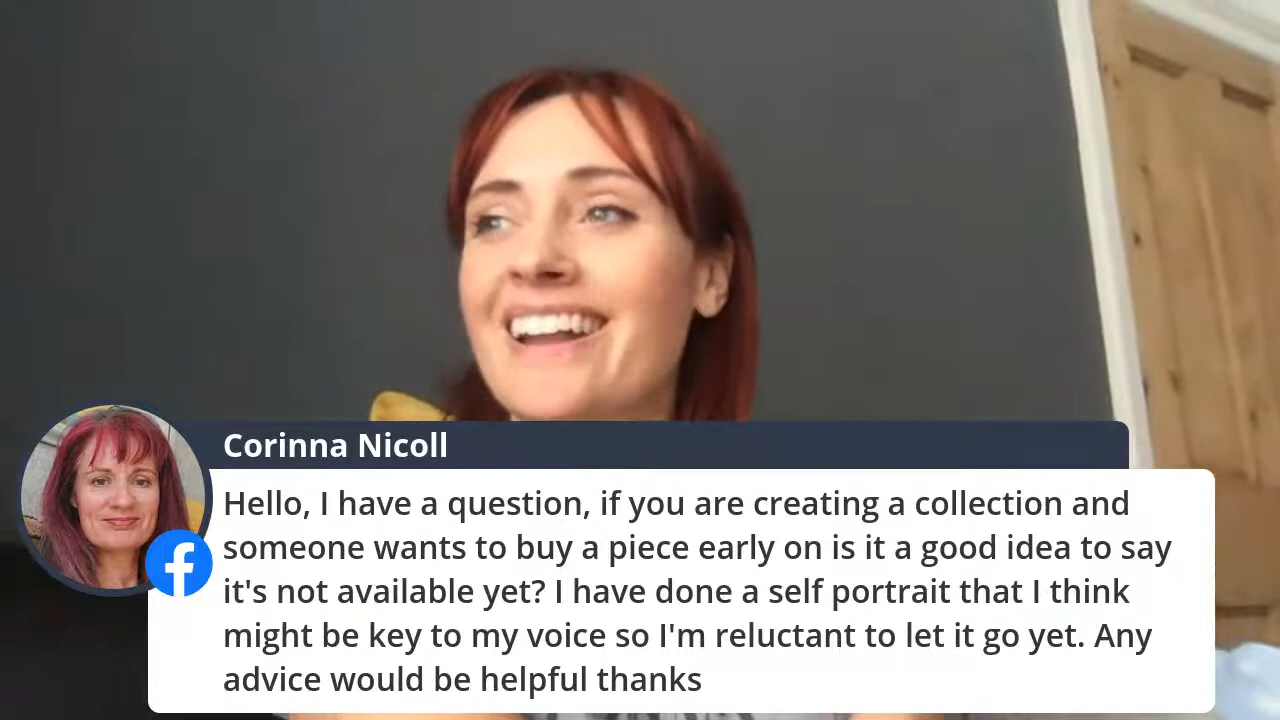 Corinna Nicoll
Hello, I have a question, if you are creating a collection and
someone wants to buy a piece early on is it a good idea to say
it's not available yet? I have done a self portrait that I think
might be key to my voice so I'm reluctant to let it go yet. Any
advice would be helpful thanks